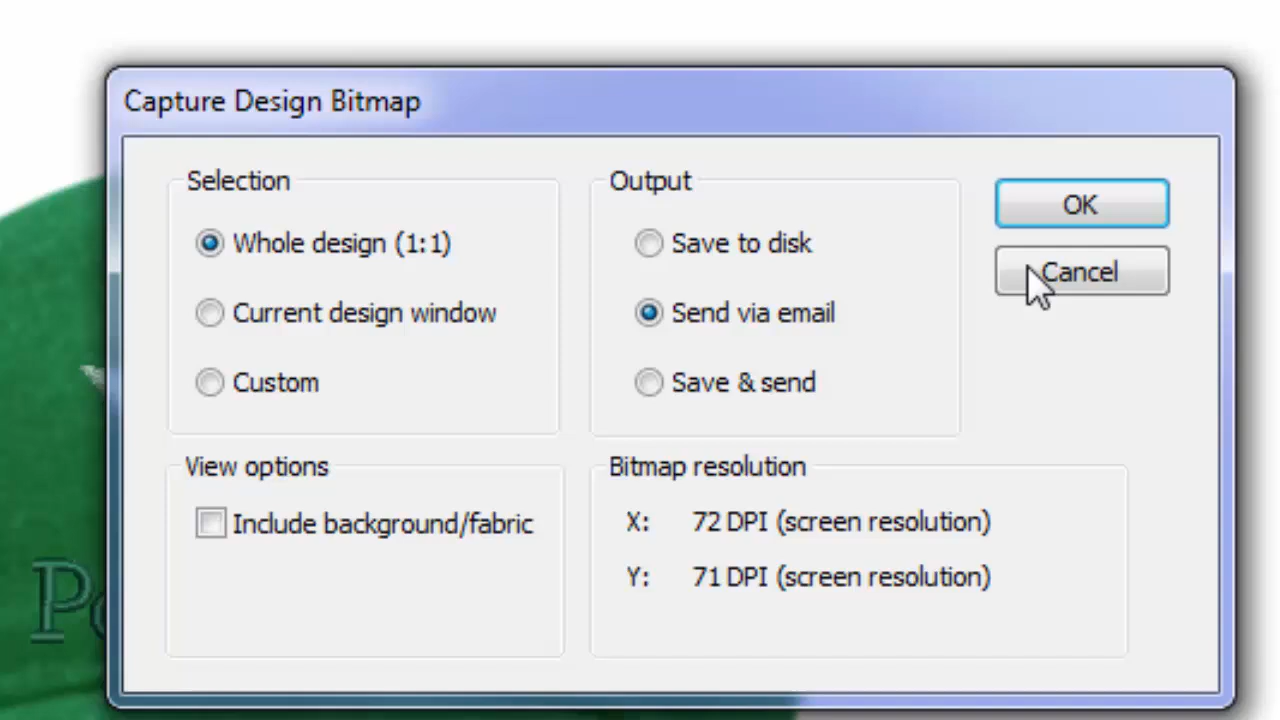 Capture Design Bitmap
Selection
Whole design (1:1)
Current design window
Custom
Output
Save to disk
Send via email
Save & send
OK
Cancel
View options
Include background/fabric
Bitmap resolution
X: 72 DPI (screen resolution)
Y: 71 DPI (screen resolution)